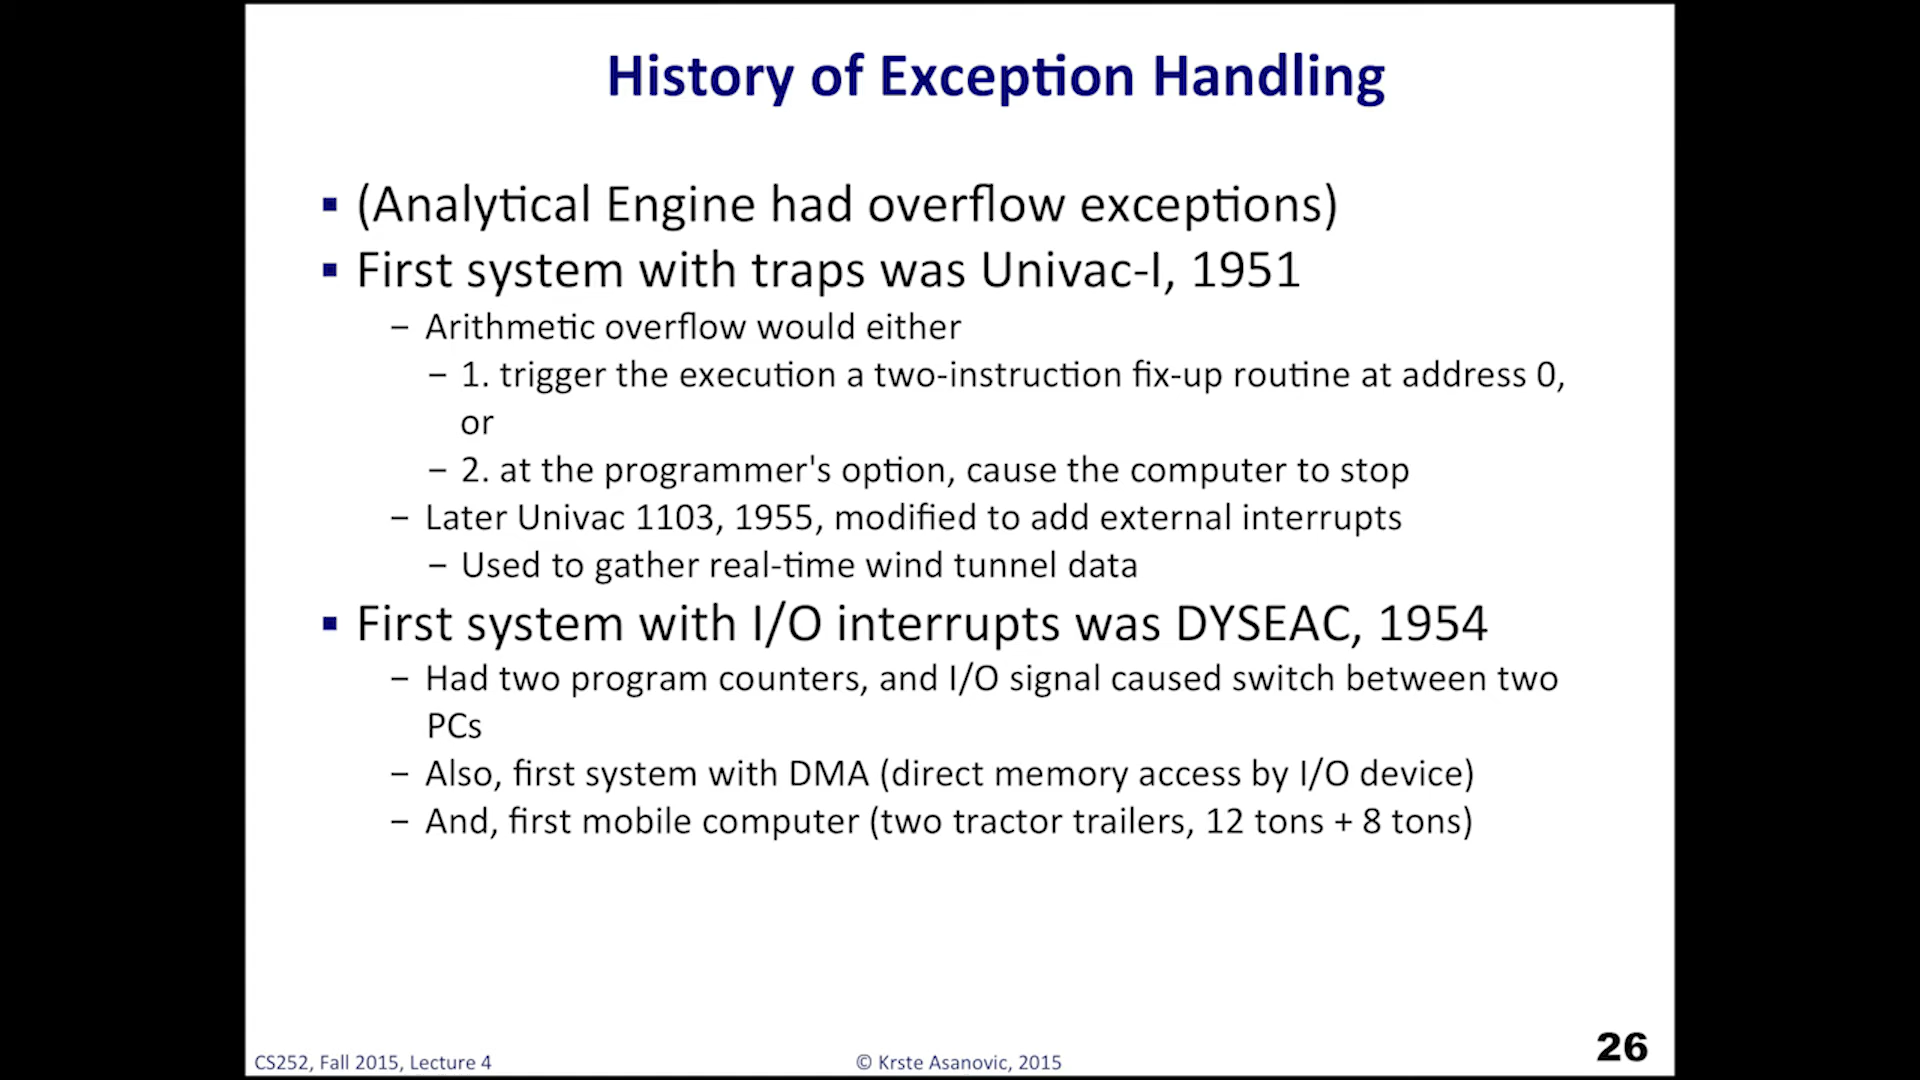 History of Exception Handling
▪ (Analytical Engine had overflow exceptions)
▪ First system with traps was Univac-I, 1951
– Arithmetic overflow would either
– 1. trigger the execution a two-instruction fix-up routine at address 0,
or
– 2. at the programmer's option, cause the computer to stop
– Later Univac 1103, 1955, modified to add external interrupts
– Used to gather real-time wind tunnel data
▪ First system with I/O interrupts was DYSEAC, 1954
– Had two program counters, and I/O signal caused switch between two
PCs
– Also, first system with DMA (direct memory access by I/O device)
– And, first mobile computer (two tractor trailers, 12 tons + 8 tons)
CS252, Fall 2015, Lecture 4
© Krste Asanovic, 2015
26